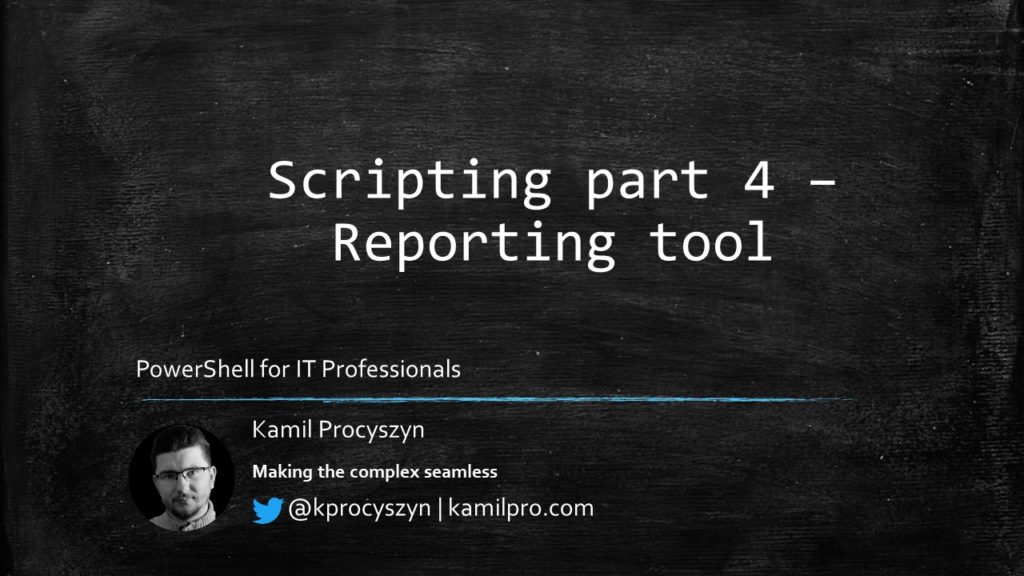 Scripting part 4 –
Reporting tool
PowerShell for IT Professionals
Kamil Procyszyn
Making the complex seamless
@kprocyszyn | kamilpro.com